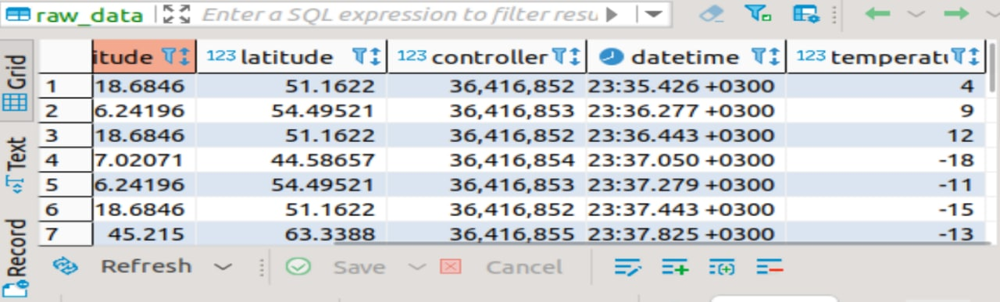 raw_data Enter a SQL expression to filter resu
Grid
Text
Record
itude 123 latitude 123 controller datetime 123 temperatu
1 18.6846 51.1622 36,416,852 23:35.426 +0300 4
2 6.24196 54.49521 36,416,853 23:36.277 +0300 9
3 18.6846 51.1622 36,416,852 23:36.443 +0300 12
4 7.02071 44.58657 36,416,854 23:37.050 +0300 -18
5 6.24196 54.49521 36,416,853 23:37.279 +0300 -11
6 18.6846 51.1622 36,416,852 23:37.443 +0300 -15
7 45.215 63.3388 36,416,855 23:37.825 +0300 -13
Refresh Save Cancel